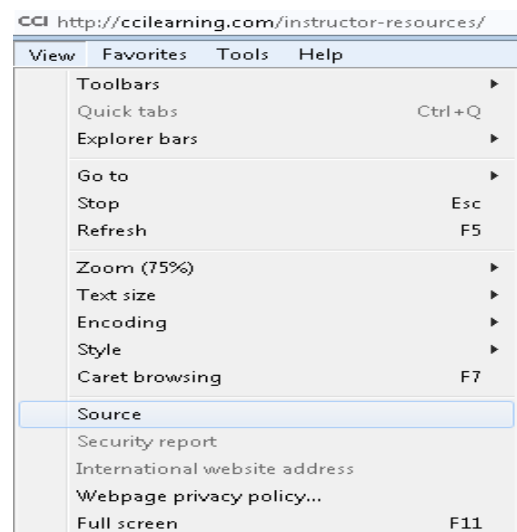 CCI http://ccilearning.com/instructor-resources/
View Favorites Tools Help
Toolbars
Quick tabs Ctrl+Q
Explorer bars
Go to
Stop Esc
Refresh F5
Zoom (75%)
Text size
Encoding
Style
Caret browsing F7
Source
Security report
International website address
Webpage privacy policy...
Full screen F11